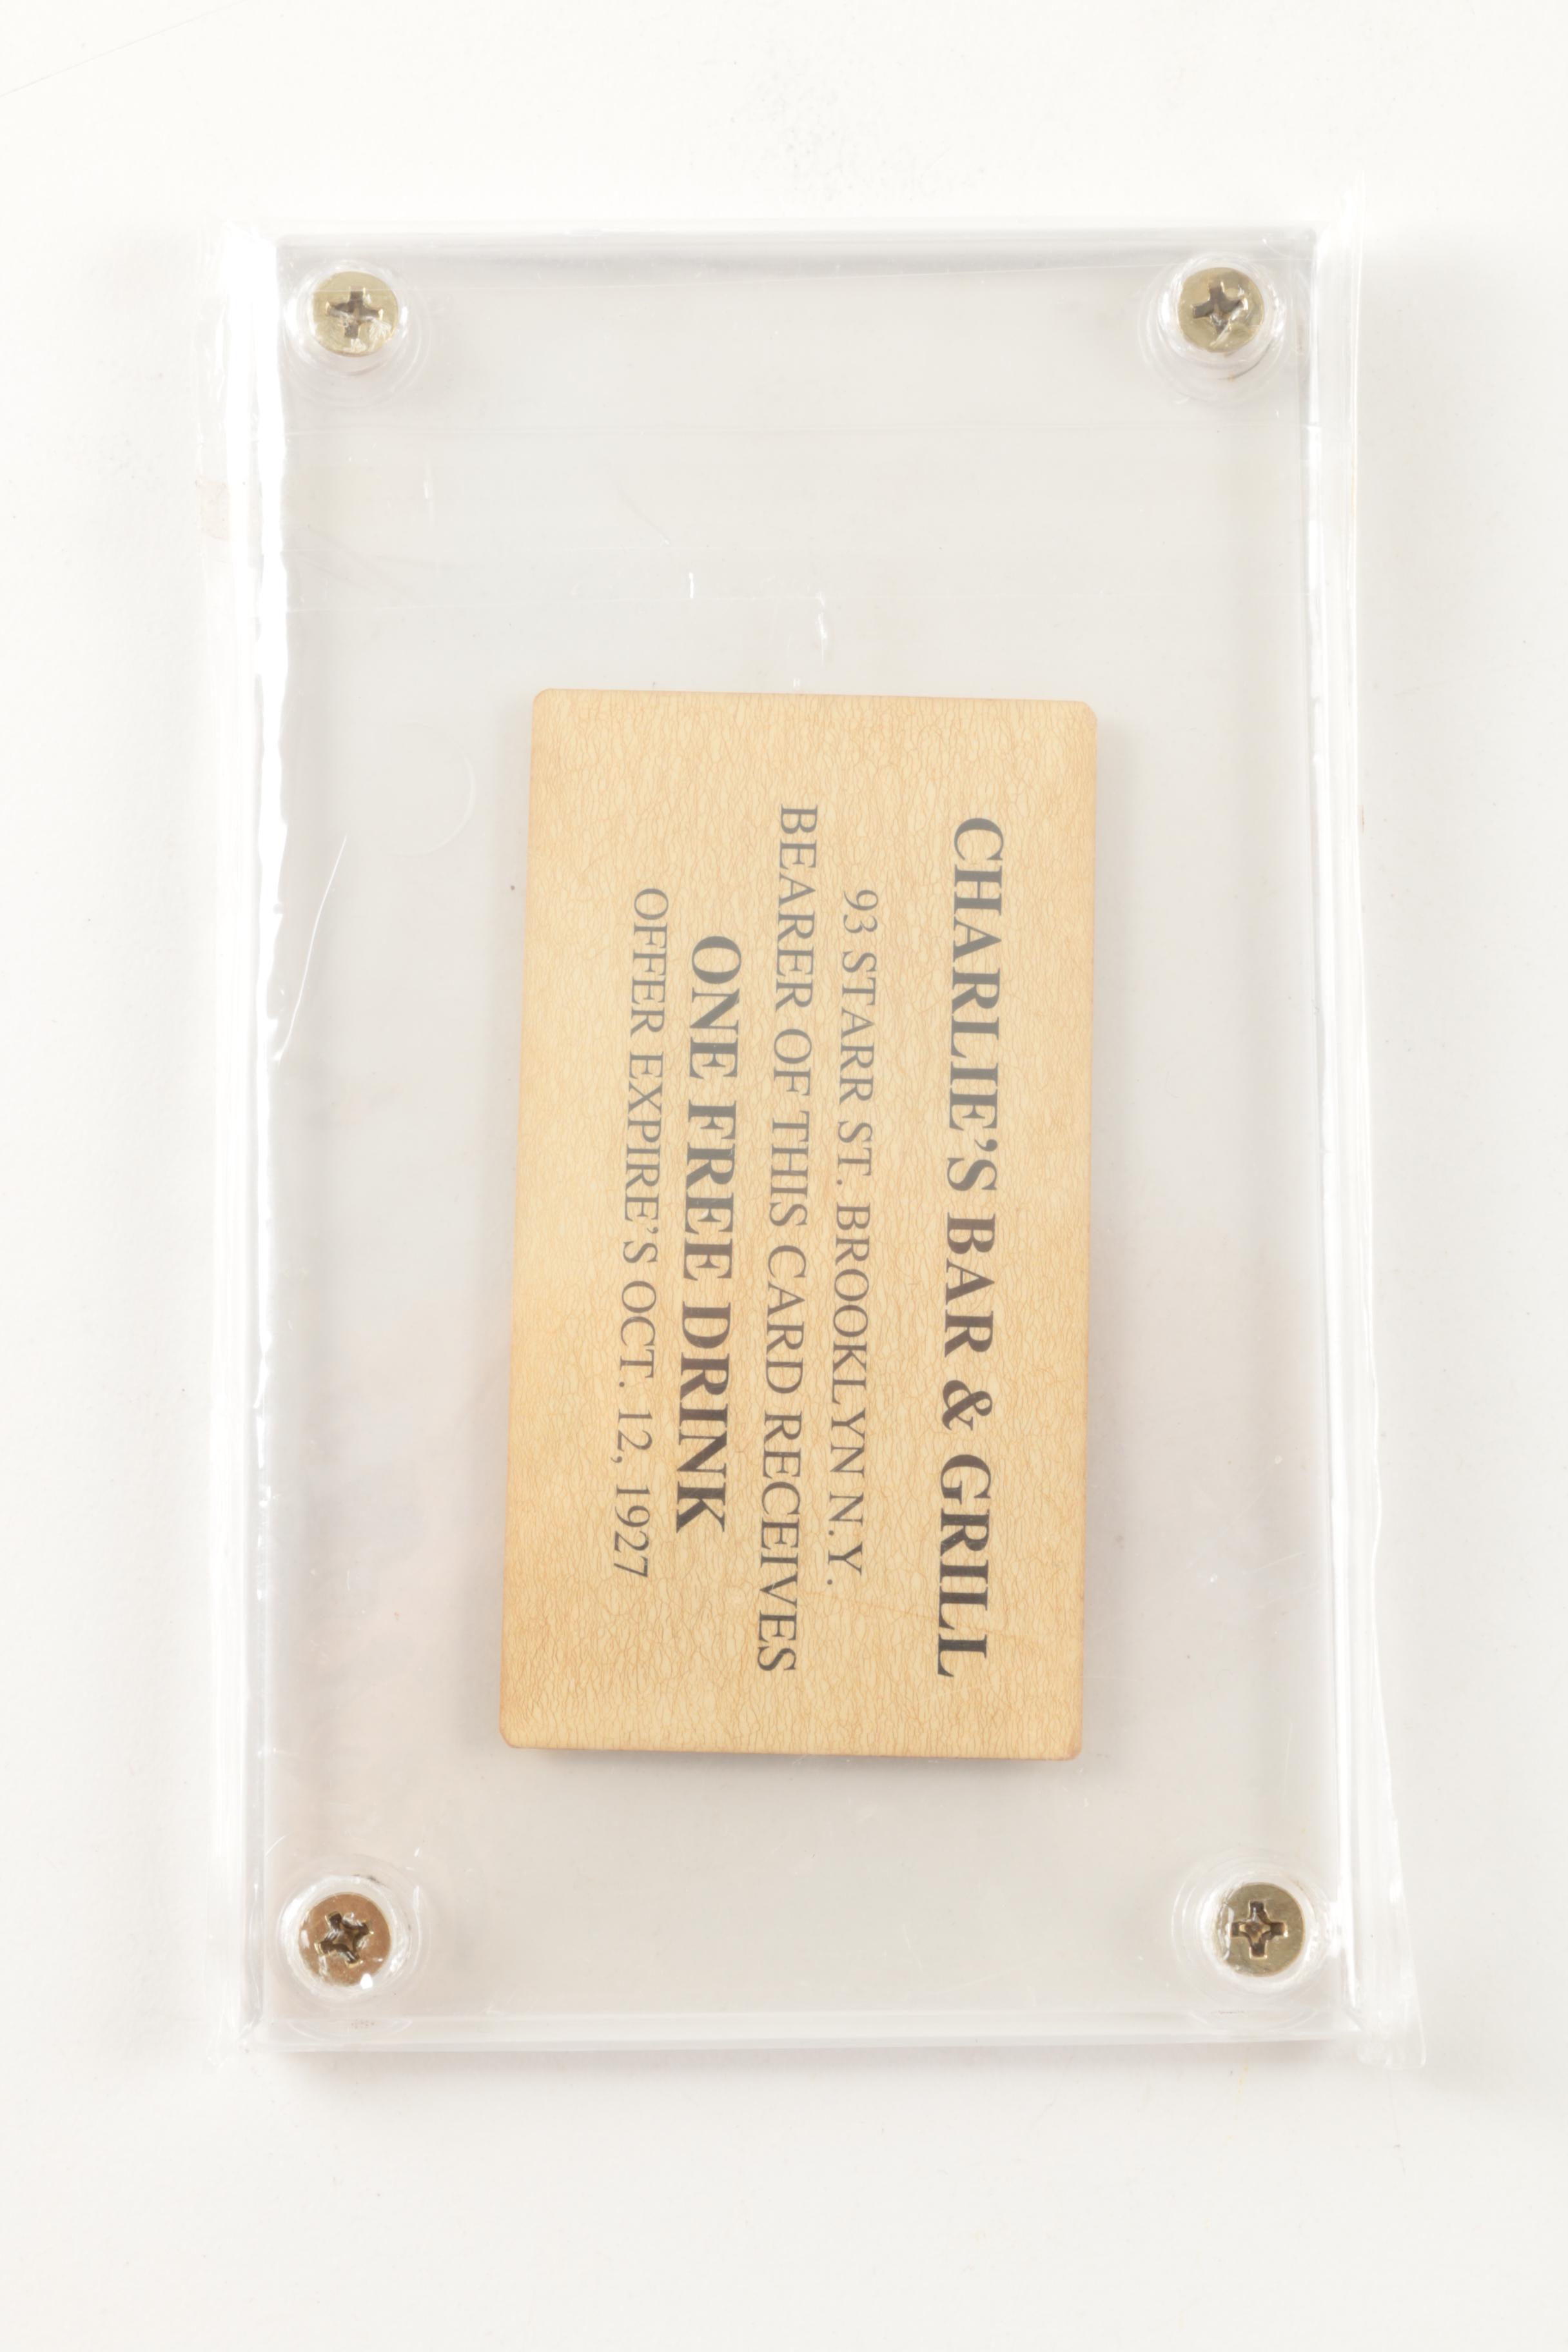 CHARLIE’S BAR & GRILL
93 STARR ST. BROOKLYN N.Y.
BEARER OF THIS CARD RECEIVES
ONE FREE DRINK
OFFER EXPIRE’S OCT. 12, 1927